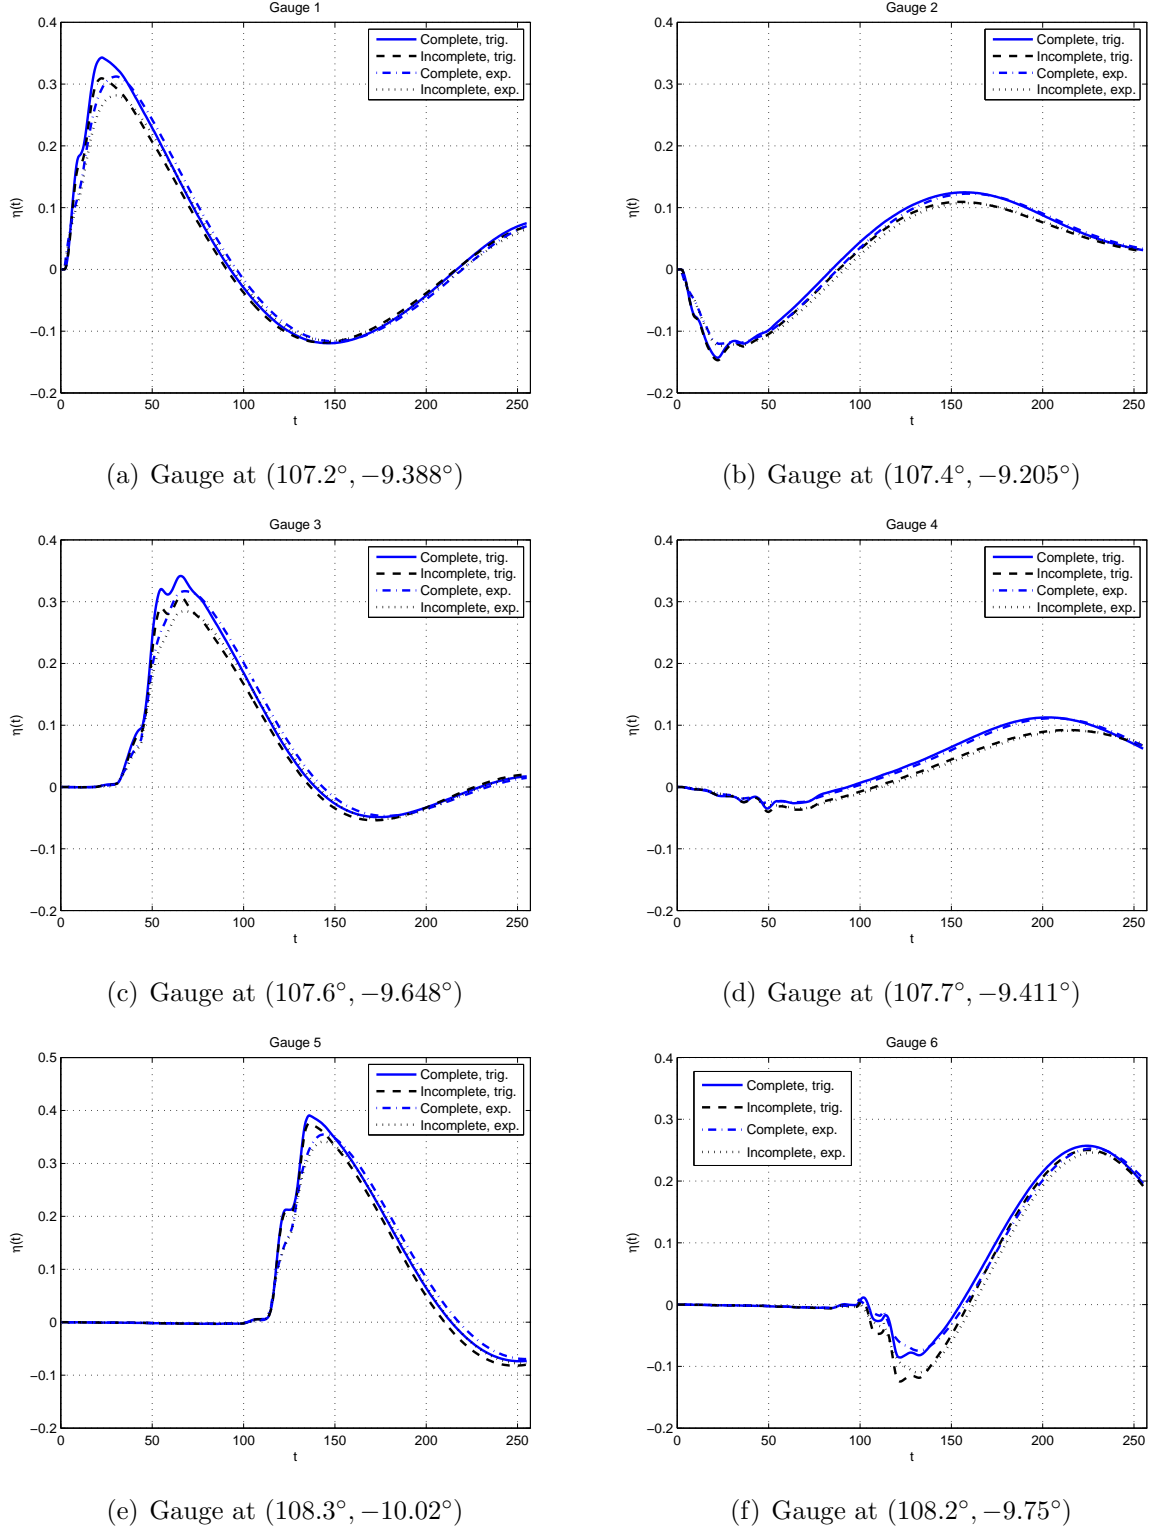 Gauge 1
0.4
0.3
0.2
0.1
0
−0.1
−0.2
η(t)
0 50 100 150 200 250
t
Complete, trig.
Incomplete, trig.
Complete, exp.
Incomplete, exp.
(a) Gauge at (107.2°, −9.388°)
Gauge 2
0.4
0.3
0.2
0.1
0
−0.1
−0.2
η(t)
0 50 100 150 200 250
t
Complete, trig.
Incomplete, trig.
Complete, exp.
Incomplete, exp.
(b) Gauge at (107.4°, −9.205°)
Gauge 3
0.4
0.3
0.2
0.1
0
−0.1
−0.2
η(t)
0 50 100 150 200 250
t
Complete, trig.
Incomplete, trig.
Complete, exp.
Incomplete, exp.
(c) Gauge at (107.6°, −9.648°)
Gauge 4
0.4
0.3
0.2
0.1
0
−0.1
−0.2
η(t)
0 50 100 150 200 250
t
Complete, trig.
Incomplete, trig.
Complete, exp.
Incomplete, exp.
(d) Gauge at (107.7°, −9.411°)
Gauge 5
0.5
0.4
0.3
0.2
0.1
0
−0.1
−0.2
η(t)
0 50 100 150 200 250
t
Complete, trig.
Incomplete, trig.
Complete, exp.
Incomplete, exp.
(e) Gauge at (108.3°, −10.02°)
Gauge 6
0.4
0.3
0.2
0.1
0
−0.1
−0.2
η(t)
0 50 100 150 200 250
t
Complete, trig.
Incomplete, trig.
Complete, exp.
Incomplete, exp.
(f) Gauge at (108.2°, −9.75°)